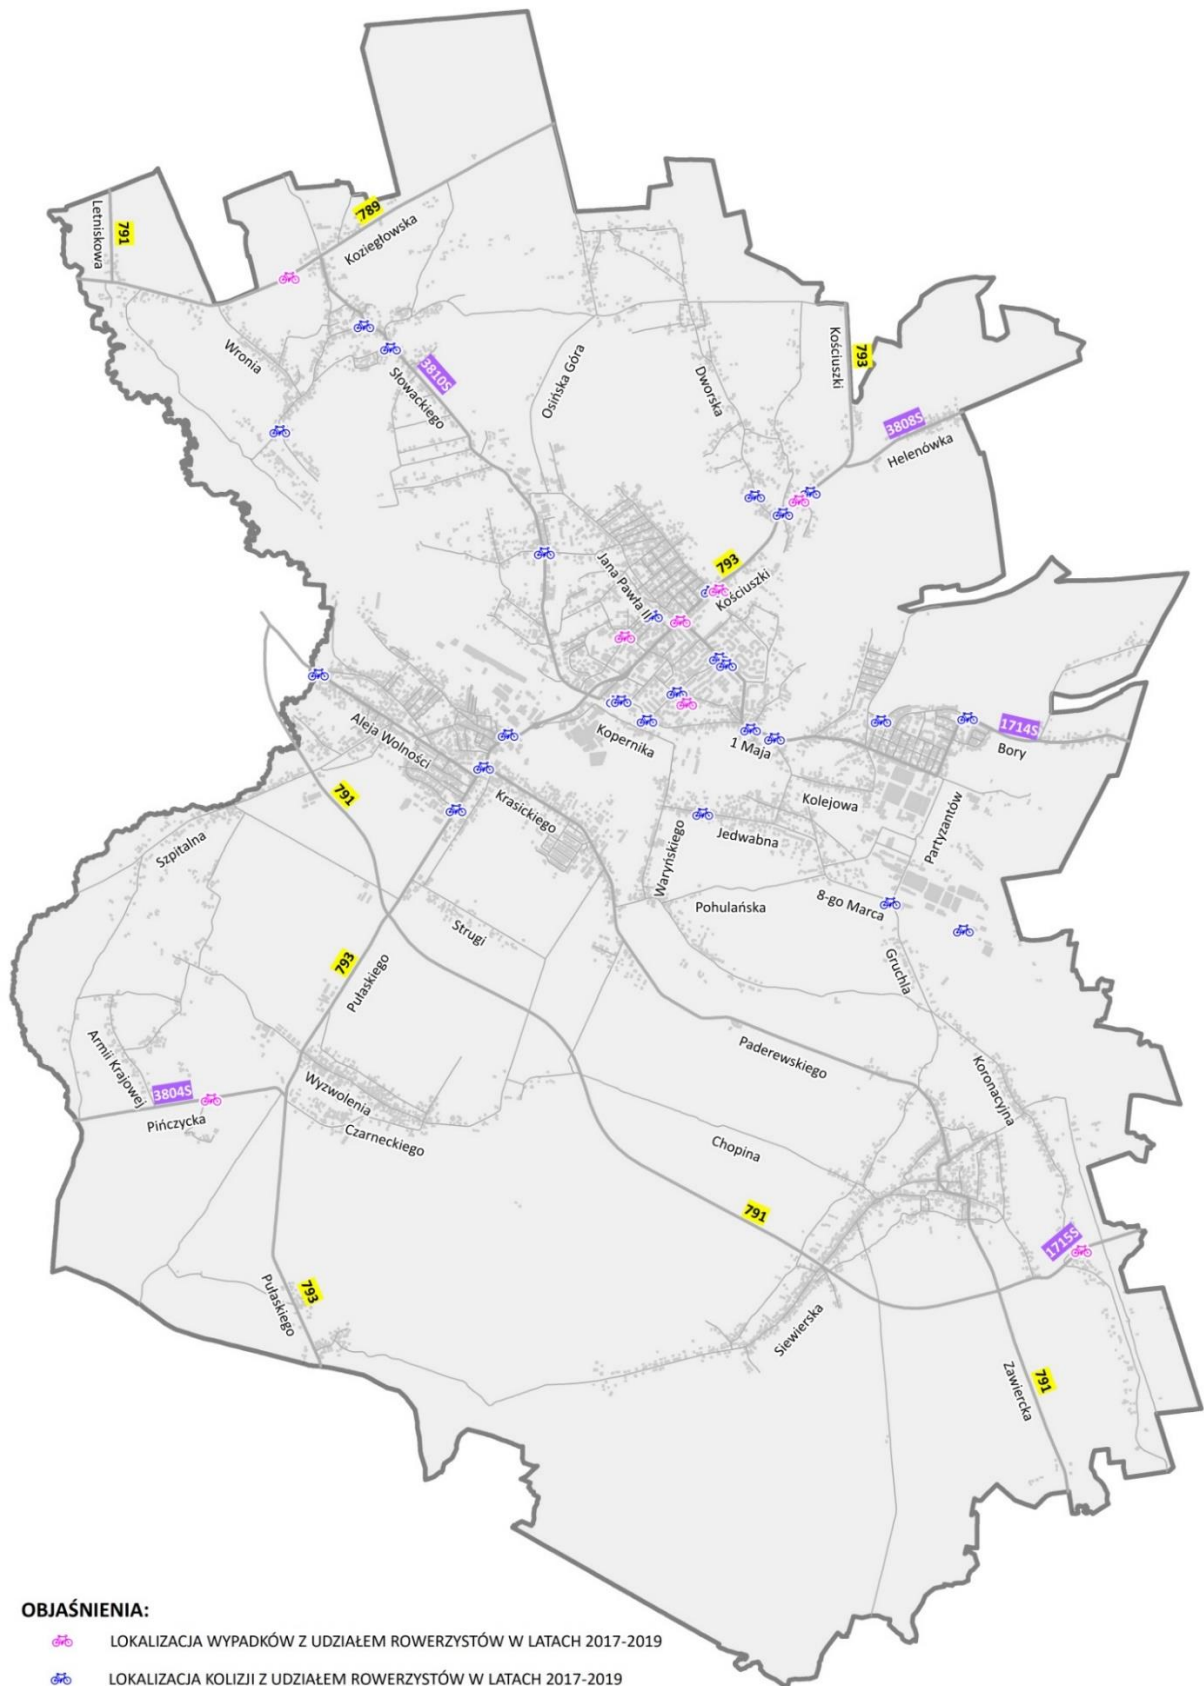 789
Koziegłowska
Letniskowa
791
Wronia
3810S
Słowackiego
Osińska Góra
Dworska
Kościuszki
793
3808S
Helenówka
Jana Pawła II
793
Kościuszki
Aleja Wolności
Kopernika
1 Maja
1714S
Bory
791
Krasickiego
Kolejowa
Jedwabna
Partyzantów
Szpitalna
Waryńskiego
Pohulańska
8-go Marca
Strugi
793
Pułaskiego
Gruchla
Armii Krajowej
3804S
Pińczycka
Wyzwolenia
Czarneckiego
Paderewskiego
Koronacyjna
Chopina
791
1715S
Pułaskiego
793
Siewierska
Zawiercka
791
OBJAŚNIENIA:
LOKALIZACJA WYPADKÓW Z UDZIAŁEM ROWERZYSTÓW W LATACH 2017-2019
LOKALIZACJA KOLIZJI Z UDZIAŁEM ROWERZYSTÓW W LATACH 2017-2019